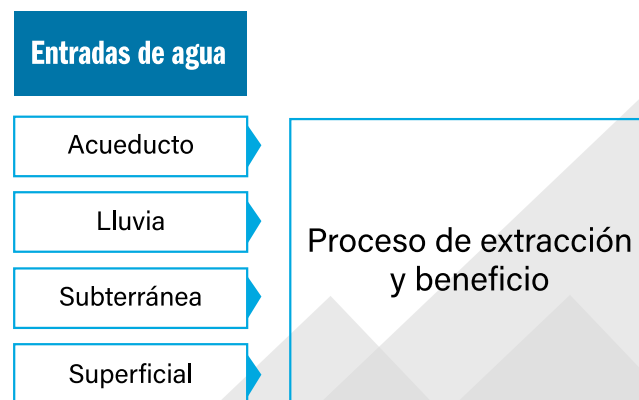 Entradas de agua
Acueducto
Lluvia
Subterránea
Superficial
Proceso de extracción
y beneficio